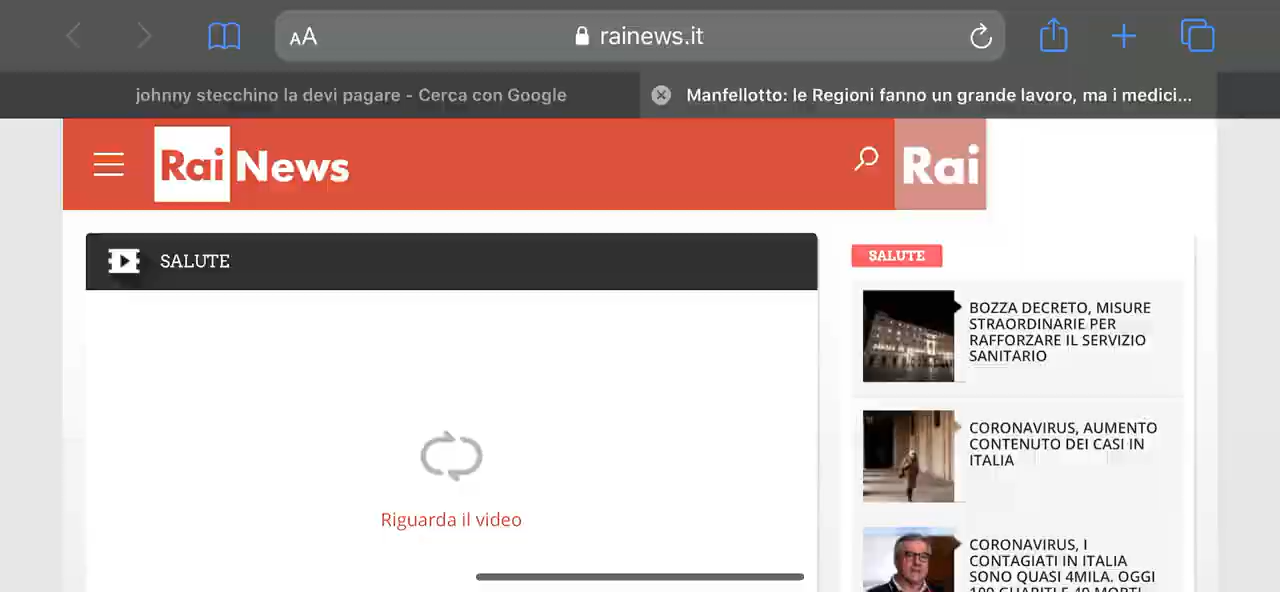 AA
rainews.it
johnny stecchino la devi pagare - Cerca con Google
Manfellotto: le Regioni fanno un grande lavoro, ma i medici...
Rai News
Rai
SALUTE
Riguarda il video
SALUTE
BOZZA DECRETO, MISURE
STRAORDINARIE PER
RAFFORZARE IL SERVIZIO
SANITARIO
CORONAVIRUS, AUMENTO
CONTENUTO DEI CASI IN
ITALIA
CORONAVIRUS, I
CONTAGIATI IN ITALIA
SONO QUASI 4MILA. OGGI